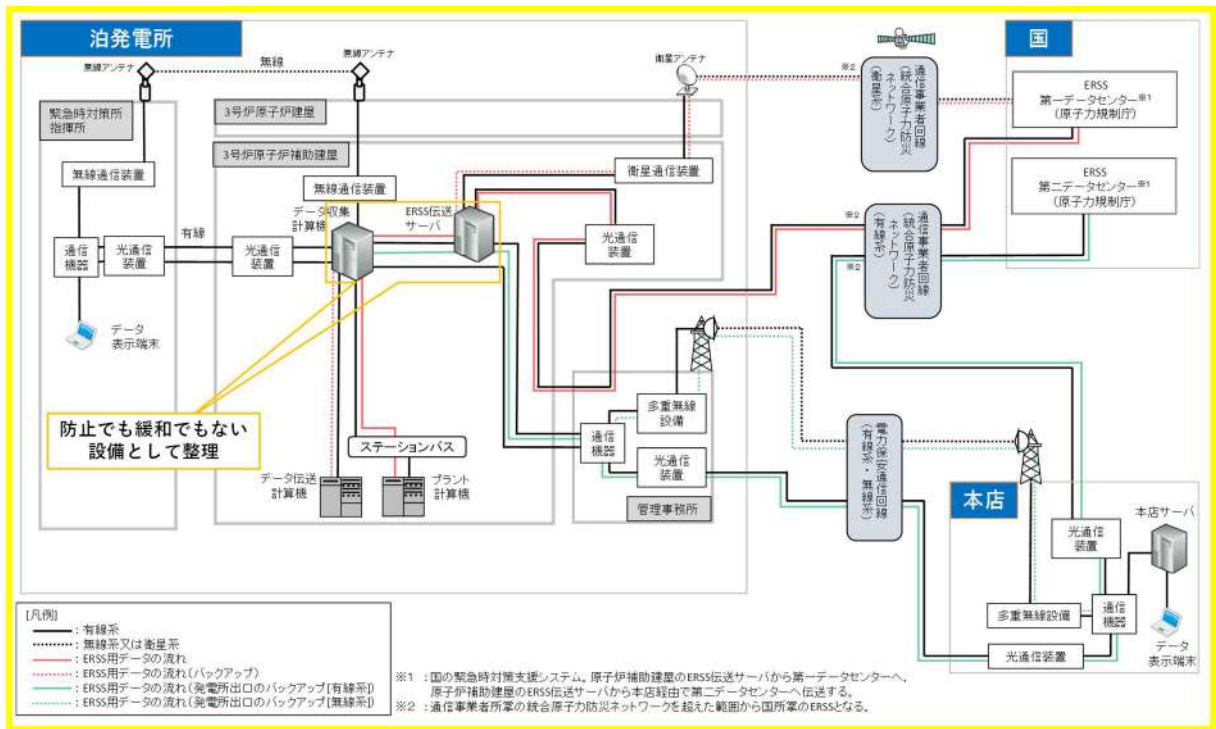 泊発電所
国
無線アンテナ
無線
無線アンテナ
衛星アンテナ
※2
通信事業者回線
(統合原子力防災
ネットワーク)
(衛星系)
ERSS
第一データセンター※1
(原子力規制庁)
緊急時対策所
指揮所
3号炉原子炉建屋
3号炉原子炉補助建屋
ERSS
第二データセンター※1
(原子力規制庁)
無線通信装置
無線通信装置
衛星通信装置
データ収集
計算機
ERSS伝送
サーバ
有線
通信
機器
光通信
装置
光通信
装置
光通信
装置
※2
※2
通信事業者回線
(統合原子力防災
ネットワーク)
(有線系)
データ
表示端末
防止でも緩和でもない
設備として整理
ステーションバス
データ伝送
計算機
プラント
計算機
多重無線
設備
通信
機器
光通信
装置
管理事務所
電力保安通信回線
(有線系・無線系)
本店
本店サーバ
光通信
装置
多重無線設備
通信
機器
光通信装置
データ
表示端末
[凡例]
:有線系
:無線系又は衛星系
:ERSS用データの流れ
:ERSS用データの流れ(バックアップ)
:ERSS用データの流れ(発電所出口のバックアップ[有線系])
:ERSS用データの流れ(発電所出口のバックアップ[無線系])
※1 :国の緊急時対策支援システム。原子炉補助建屋のERSS伝送サーバから第一データセンターへ、
原子炉補助建屋のERSS伝送サーバから本店経由で第二データセンターへ伝送する。
※2 :通信事業者所掌の統合原子力防災ネットワークを超えた範囲から国所掌のERSSとなる。